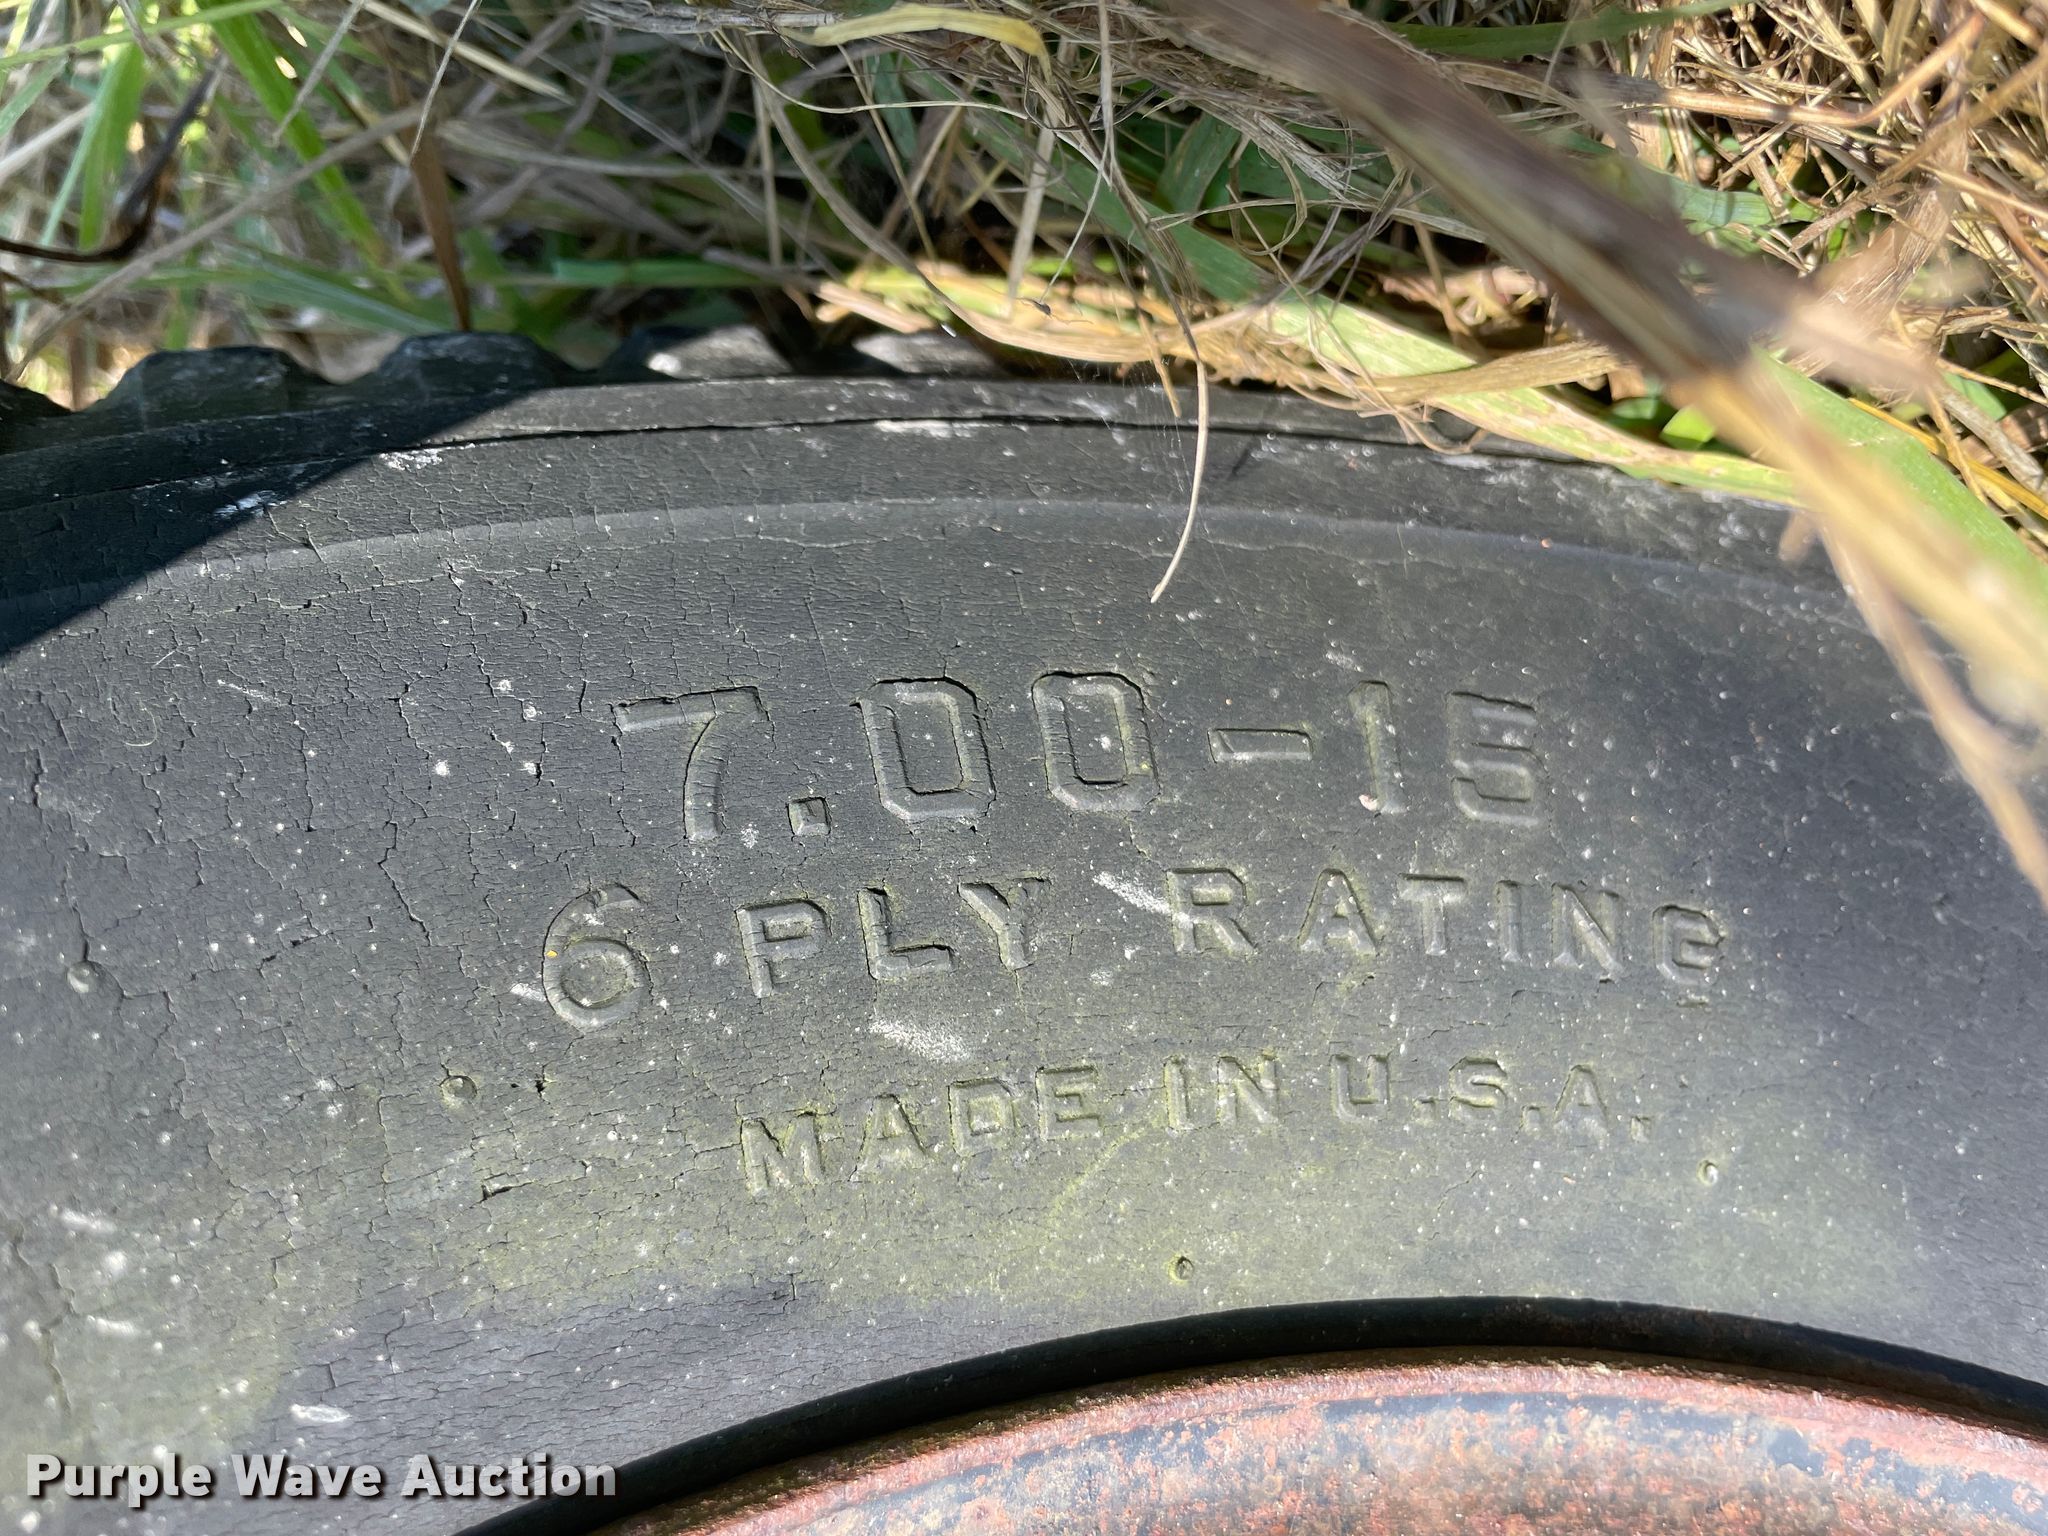 7.00-15
6 PLY RATING
MADE IN U.S.A.
Purple Wave Auction